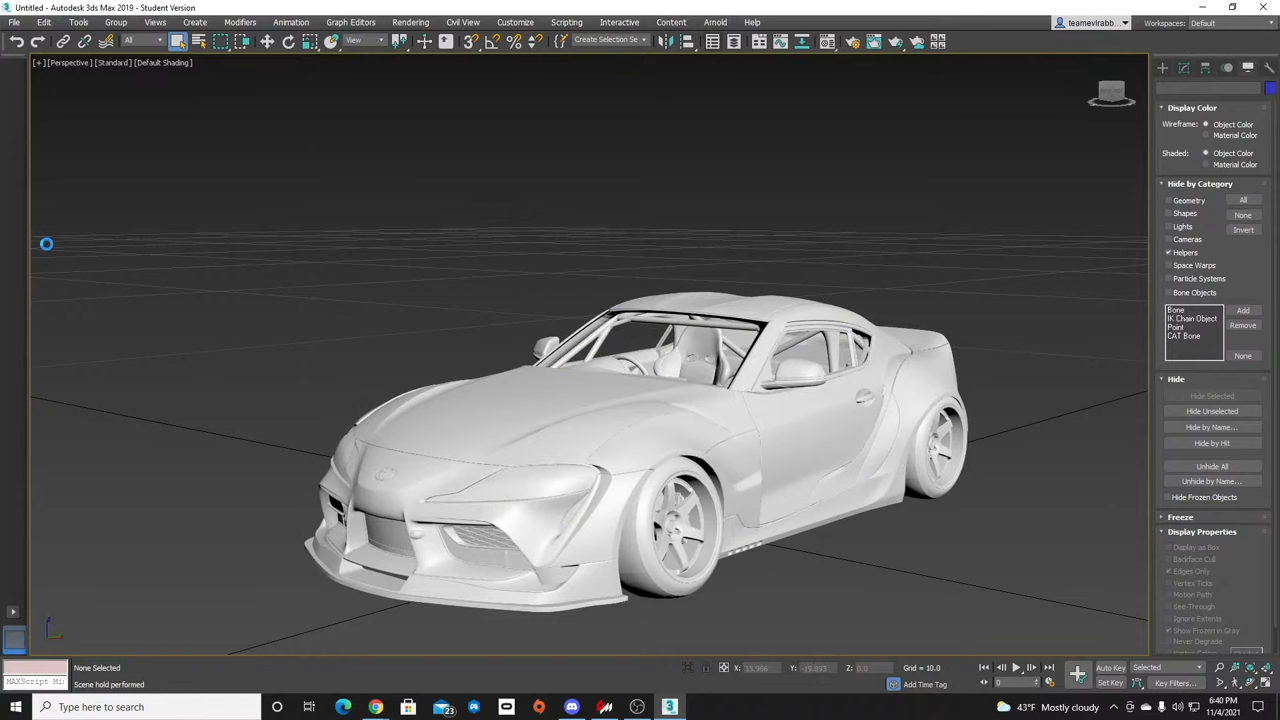 Untitled - Autodesk 3ds Max 2019 - Student Version
File Edit Tools Group Views Create Modifiers Animation Graph Editors Rendering Civil View Customize Scripting Interactive Content Arnold Help
teamevlrabb... Workspaces: Default
All View Create Selection Se
[+] [Perspective] [Standard] [Default Shading]
Display Color
Wireframe: Object Color
Material Color
Shaded: Object Color
Material Color
Hide by Category
Geometry All
Shapes None
Lights Invert
Cameras
Helpers
Space Warps
Particle Systems
Bone Objects
Bone Add
IK Chain Object
Point Remove
CAT Bone
None
Hide
Hide Selected
Hide Unselected
Hide by Name...
Hide by Hit
Unhide All
Unhide by Name...
Hide Frozen Objects
Freeze
Display Properties
Display as Box
Backface Cull
Edges Only
Vertex Ticks
Motion Path
See-Through
Ignore Extents
Show Frozen in Gray
Never Degrade
None Selected X: Y: Z: 0.0 Grid = 10.0 Auto Key Selected
MAXScript Mi Scene hold performed Add Time Tag 0 Set Key Key Filters...
Type here to search 23 43°F Mostly cloudy 6:40 PM
11/4/2021